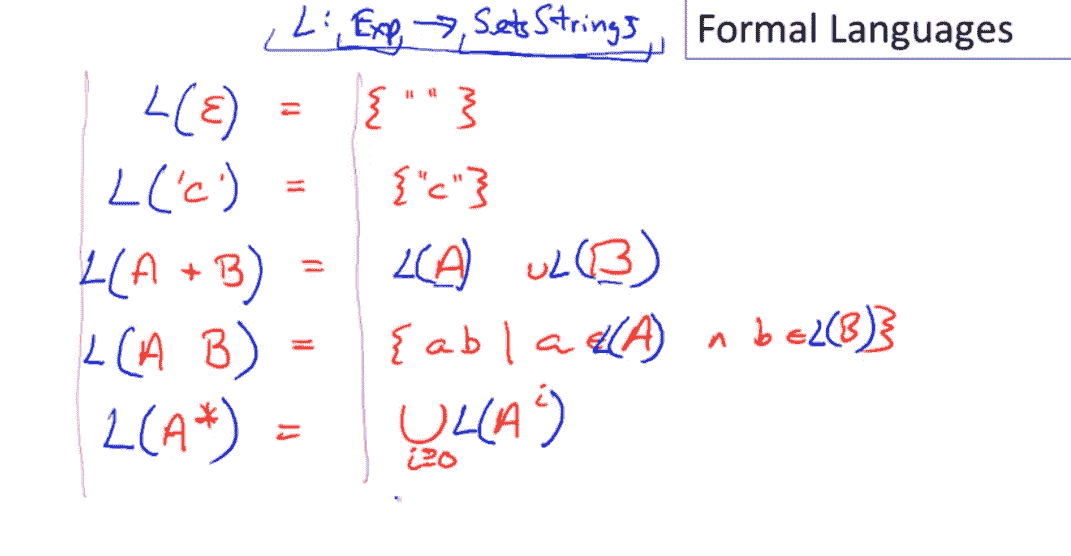 L: Exp → Sets Strings
Formal Languages
L(ε) = { " " }
L('c') = {"c"}
L(A + B) = L(A) ∪ L(B)
L(A B) = { ab | a ∈ L(A) ∧ b ∈ L(B)}
L(A*) = ⋃ i≥0 L(A^i)